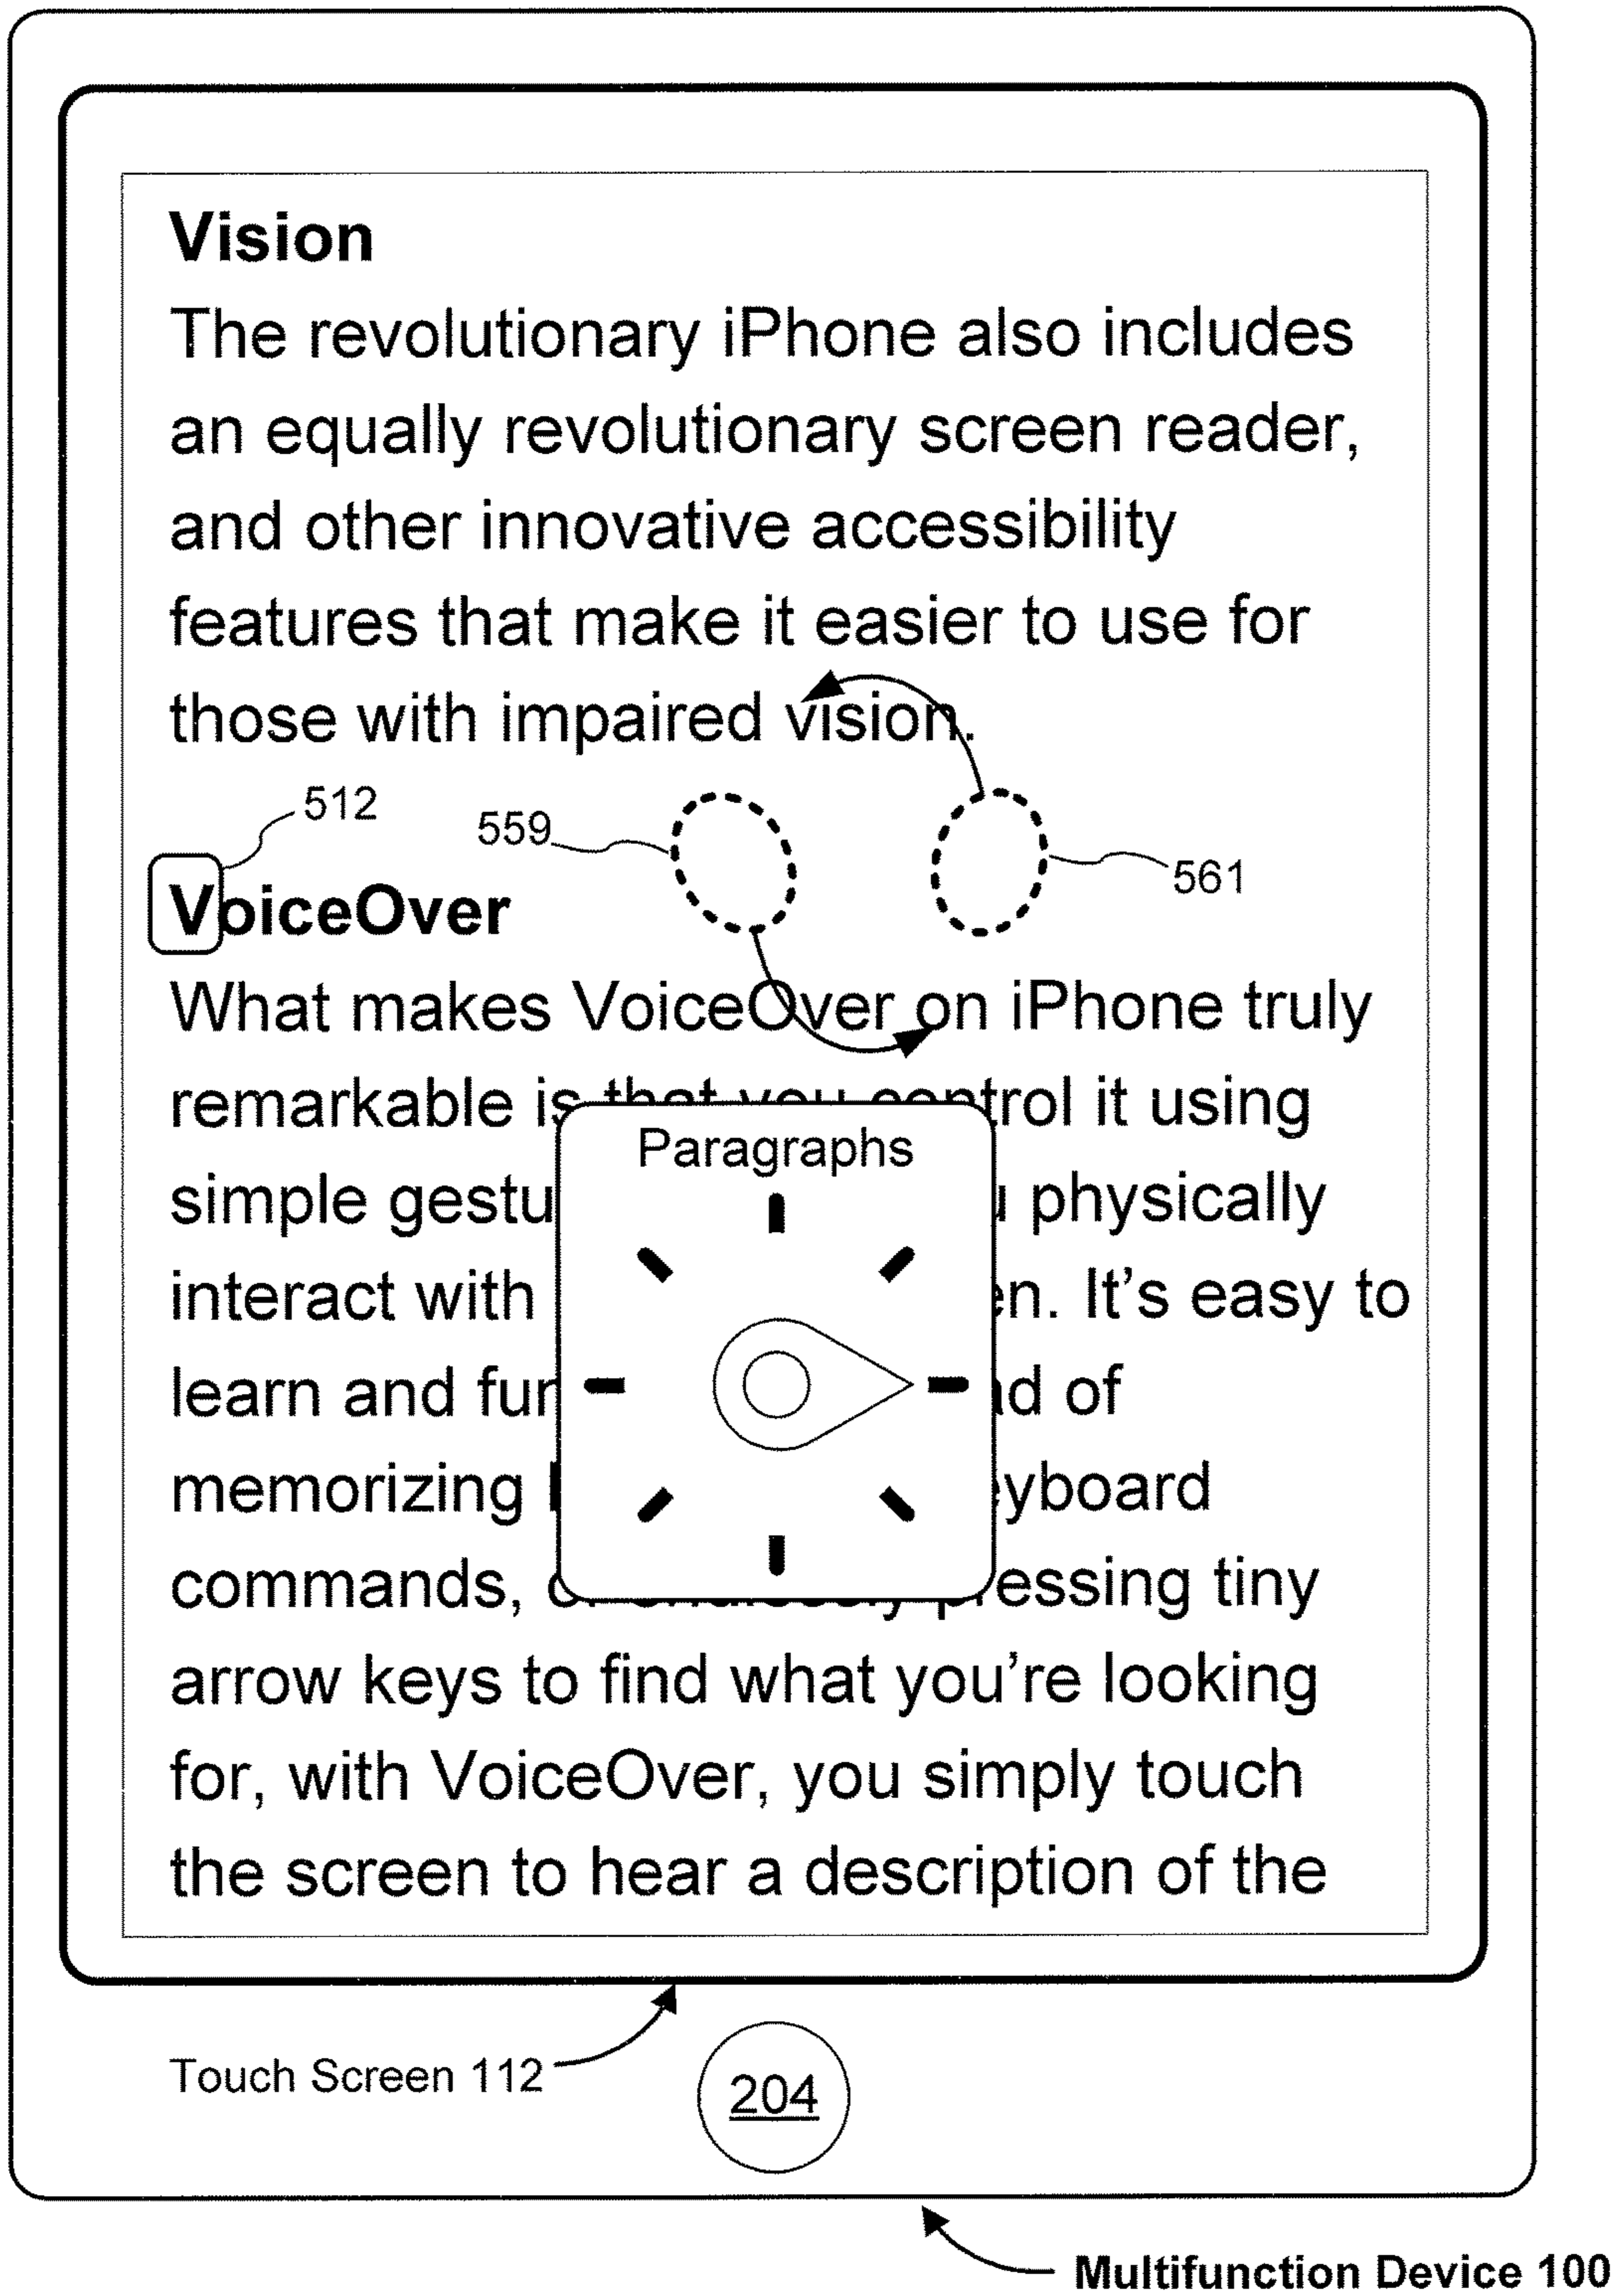 Vision
The revolutionary iPhone also includes
an equally revolutionary screen reader,
and other innovative accessibility
features that make it easier to use for
those with impaired vision.
512
559
561
VoiceOver
What makes VoiceOver on iPhone truly
remarkable is that you control it using
Paragraphs
simple gestu physically
interact with en. It's easy to
learn and fun of
memorizing yboard
commands, essing tiny
arrow keys to find what you're looking
for, with VoiceOver, you simply touch
the screen to hear a description of the
Touch Screen 112
204
Multifunction Device 100